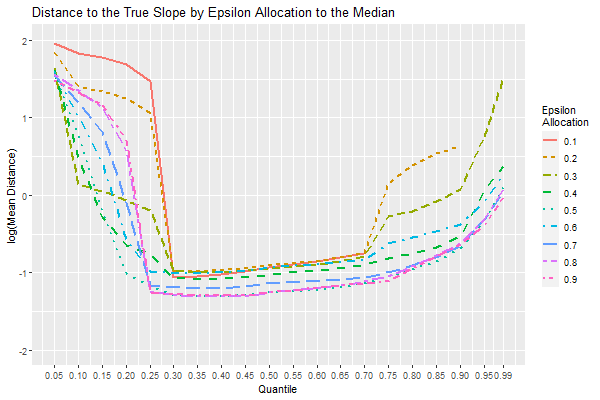 Distance to the True Slope by Epsilon Allocation to the Median
log(Mean Distance)
2
1
0
-1
-2
0.05 0.10 0.15 0.20 0.25 0.30 0.35 0.40 0.45 0.50 0.55 0.60 0.65 0.70 0.75 0.80 0.85 0.90 0.95 0.99
Quantile
Epsilon
Allocation
0.1
0.2
0.3
0.4
0.5
0.6
0.7
0.8
0.9